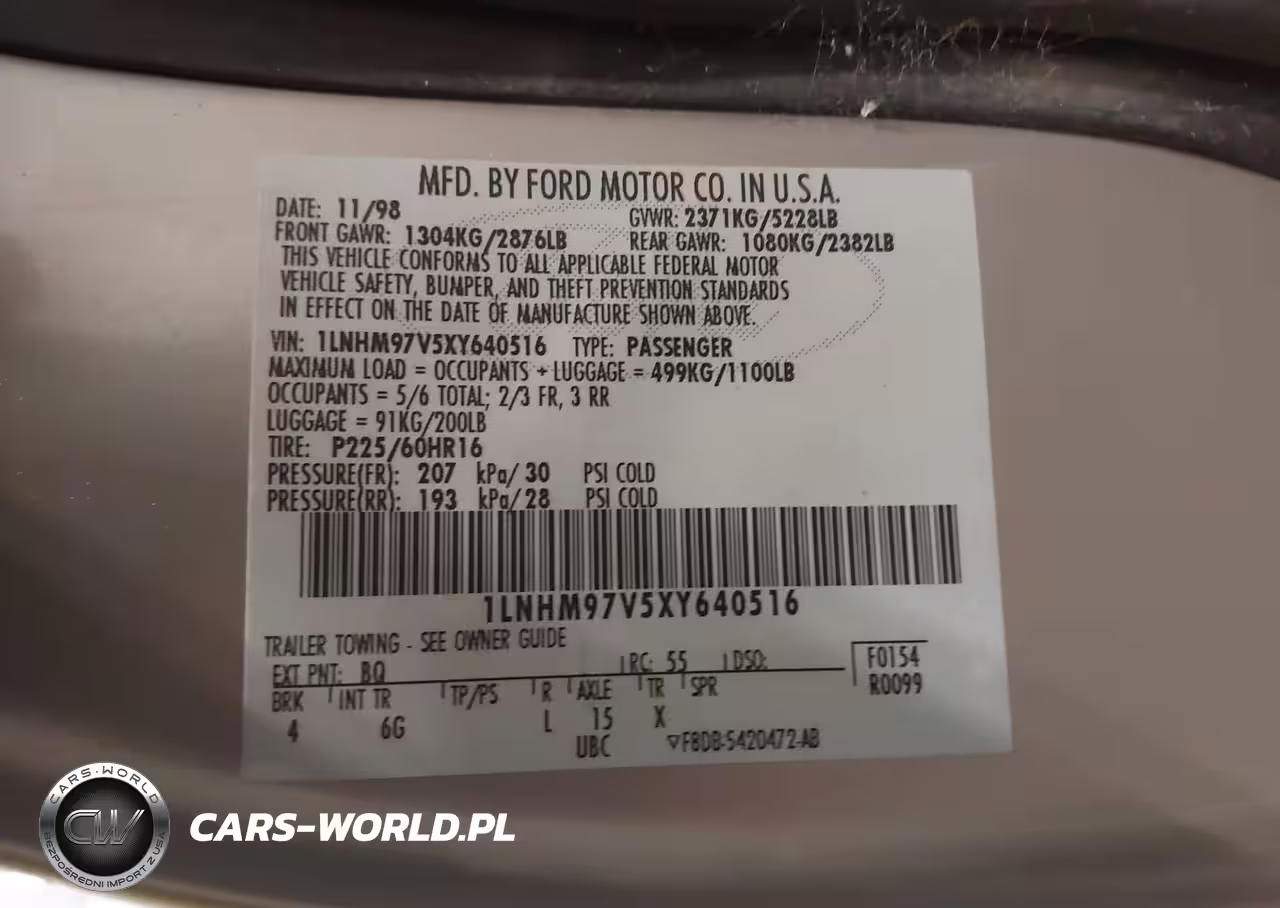 MFD. BY FORD MOTOR CO. IN U.S.A.
DATE: 11/98 GVWR: 2371KG/5228LB
FRONT GAWR: 1304KG/2876LB REAR GAWR: 1080KG/2382LB
THIS VEHICLE CONFORMS TO ALL APPLICABLE FEDERAL MOTOR
VEHICLE SAFETY, BUMPER, AND THEFT PREVENTION STANDARDS
IN EFFECT ON THE DATE OF MANUFACTURE SHOWN ABOVE.
VIN: 1LNHM97V5XY640516 TYPE: PASSENGER
MAXIMUM LOAD = OCCUPANTS + LUGGAGE = 499KG/1100LB
OCCUPANTS = 5/6 TOTAL; 2/3 FR, 3 RR
LUGGAGE = 91KG/200LB
TIRE: P225/60HR16
PRESSURE(FR): 207 kPa/ 30 PSI COLD
PRESSURE(RR): 193 kPa/ 28 PSI COLD
1LNHM97V5XY640516
TRAILER TOWING - SEE OWNER GUIDE
EXT PNT: BQ RC: 55 DSO: F0154
BRK INT TR TP/PS R AXLE TR SPR R0099
4 6G L 15 X
UBC ▽F8DB-5420472-AB
CARS-WORLD
CW
BEZPOŚREDNI IMPORT Z USA
CARS-WORLD.PL